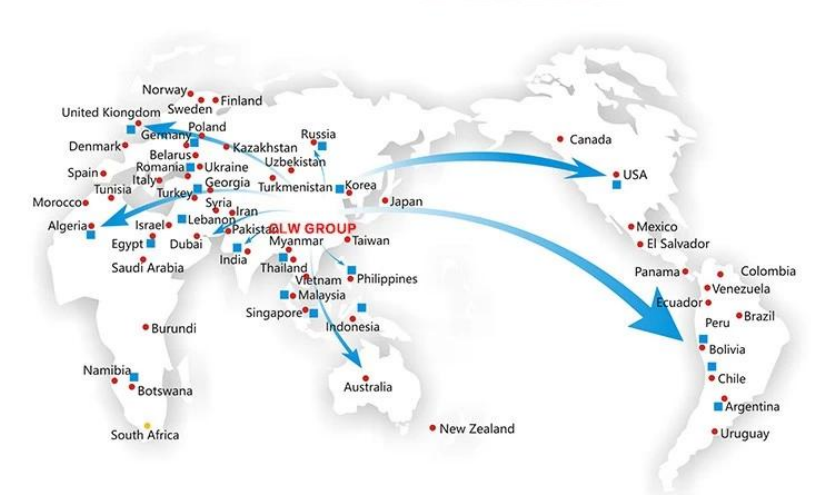 Norway
Sweden
Finland
United Kiongdom
Germany
Poland
Denmark
Kazakhstan
Russia
Belarus
Uzbekistan
Romania
Ukraine
Spain
Italy
Tunisia
Turkey
Georgia
Turkmenistan
Korea
Morocco
Syria
Iran
Japan
Algeria
Israel
Lebanon
Pakistan
GLW GROUP
Egypt
Dubai
India
Myanmar
Taiwan
Saudi Arabia
Thailand
Vietnam
Philippines
Malaysia
Singapore
Indonesia
Burundi
Namibia
Botswana
South Africa
Australia
New Zealand
Canada
USA
Mexico
El Salvador
Panama
Colombia
Venezuela
Ecuador
Peru
Brazil
Bolivia
Chile
Argentina
Uruguay